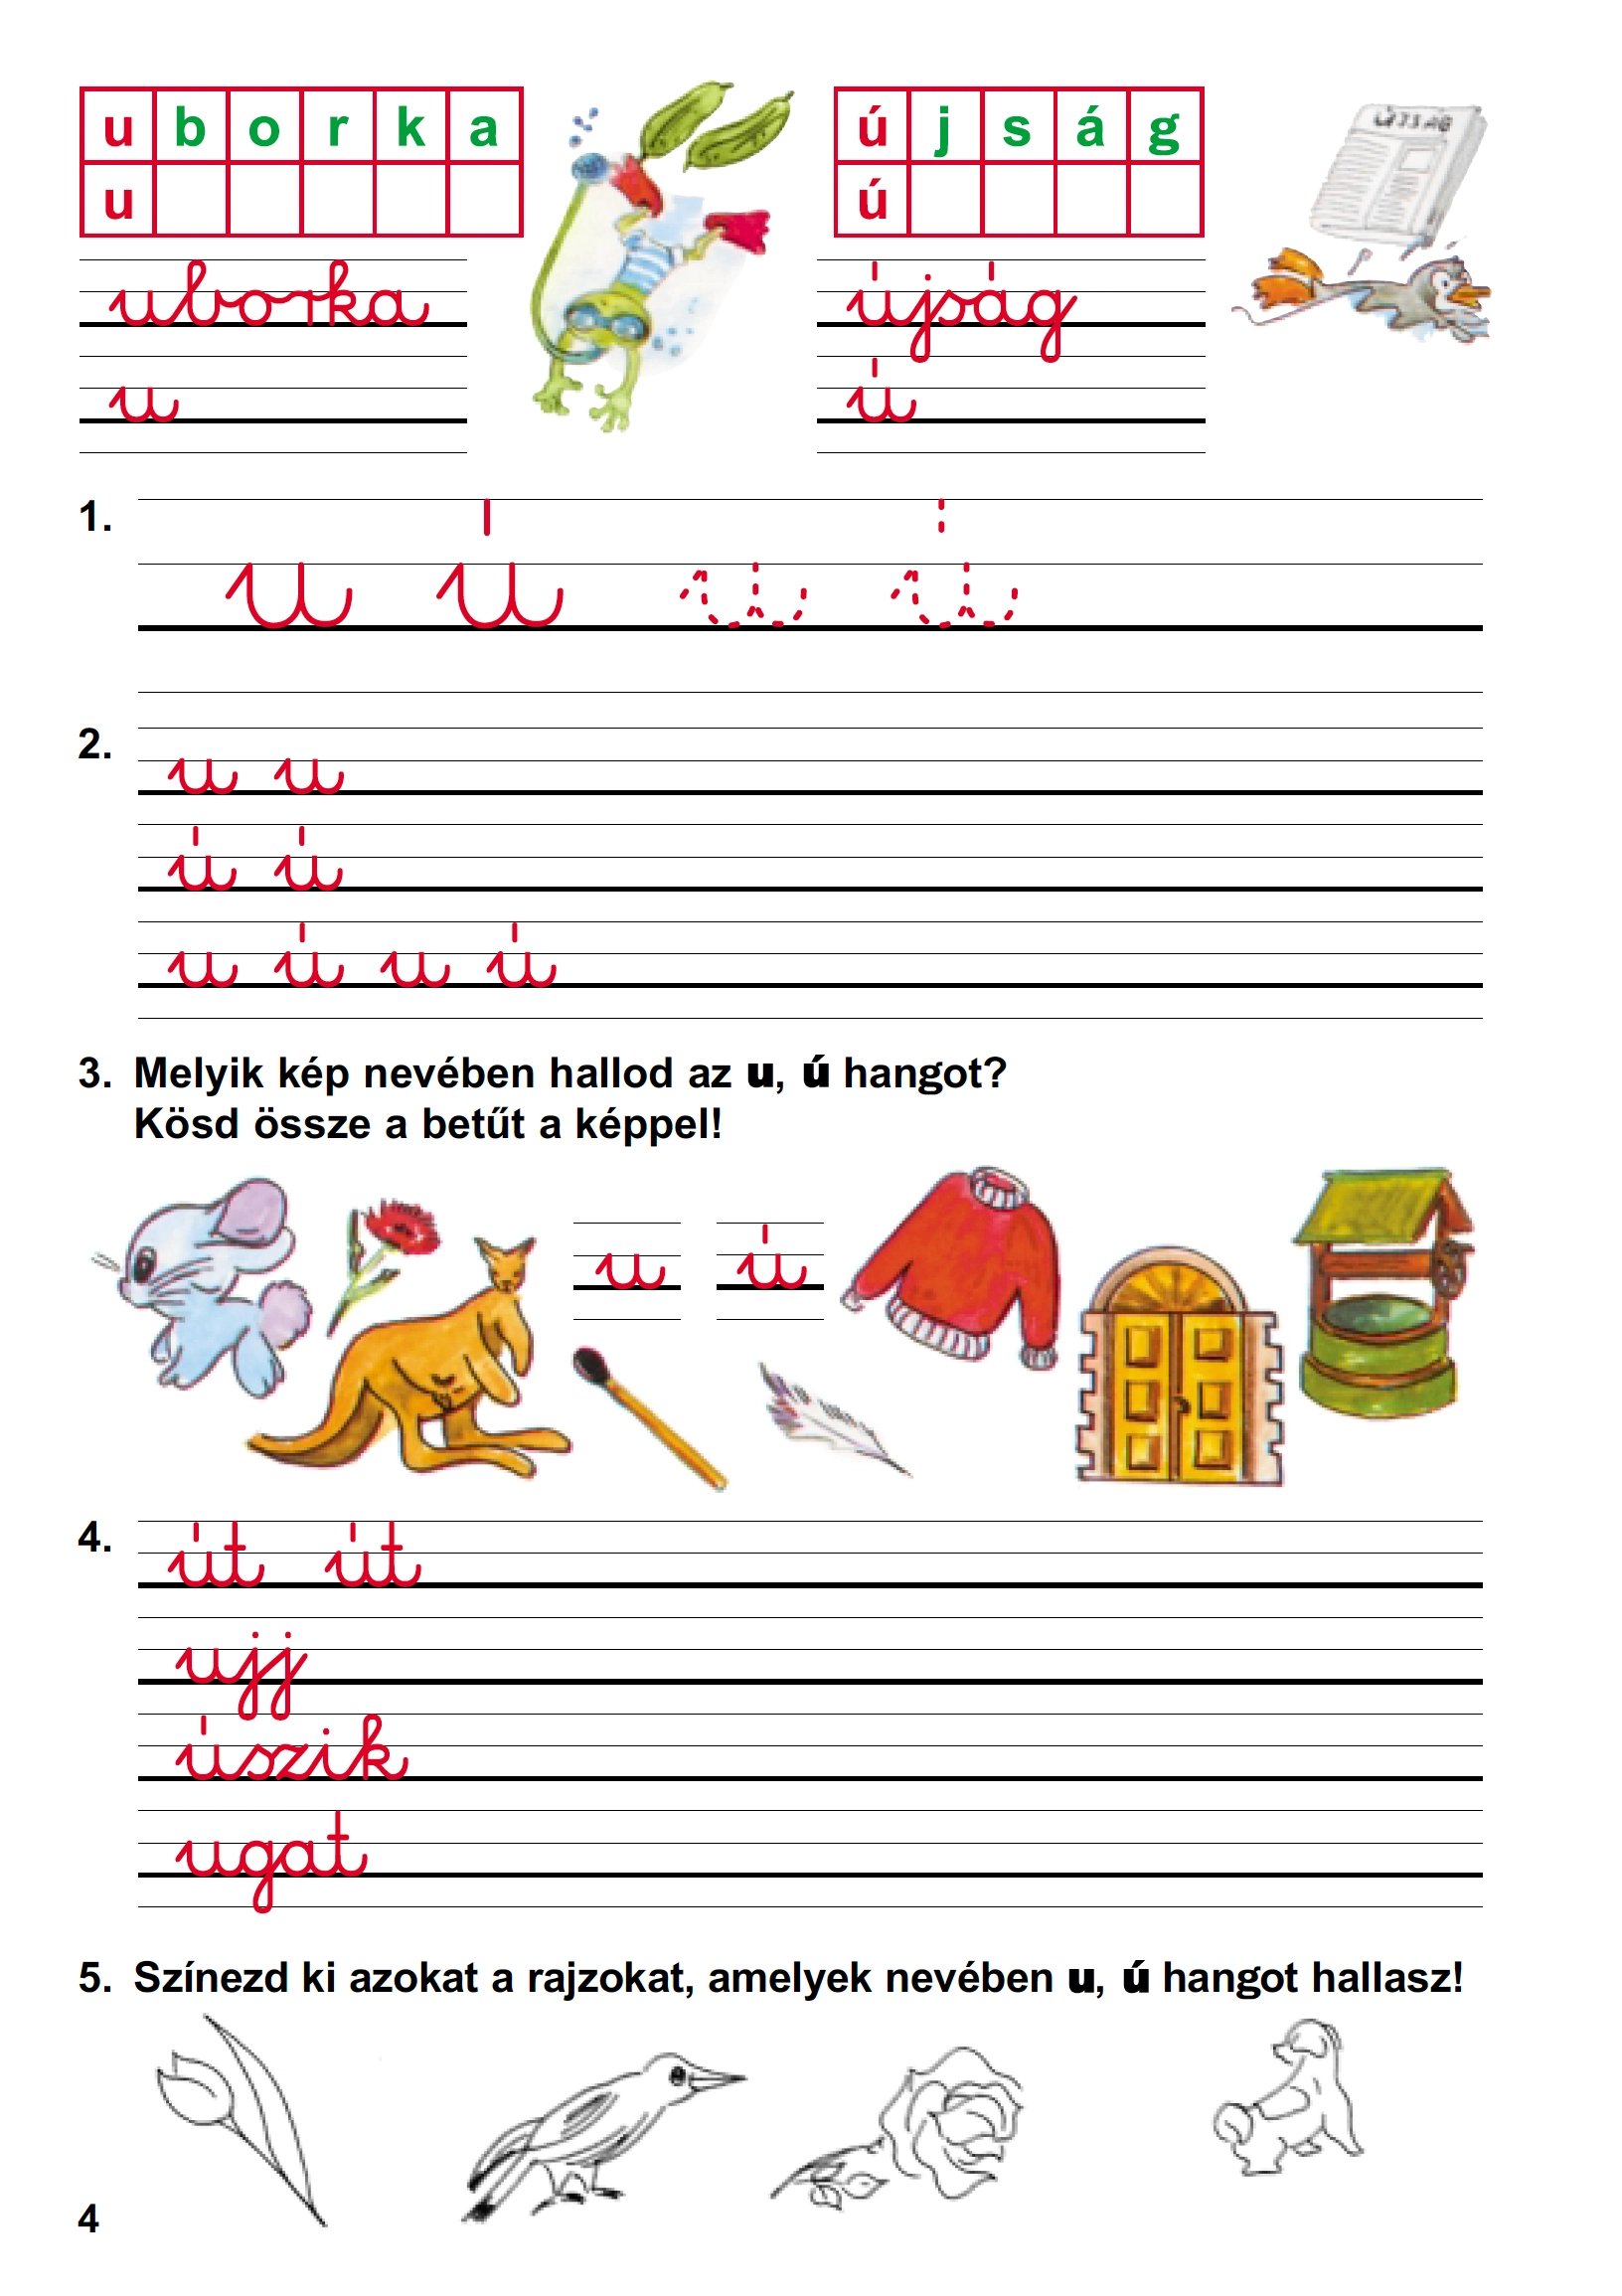 u b o r k a
u
uborka
u
ú j s á g
ú
újság
ú
ÚJSÁG
1. u ú u ú
2. u u
ú ú
u ú u ú
3. Melyik kép nevében hallod az u, ú hangot?
Kösd össze a betűt a képpel!
u ú
4. út út
ujj
úszik
ugat
5. Színezd ki azokat a rajzokat, amelyek nevében u, ú hangot hallasz!
4